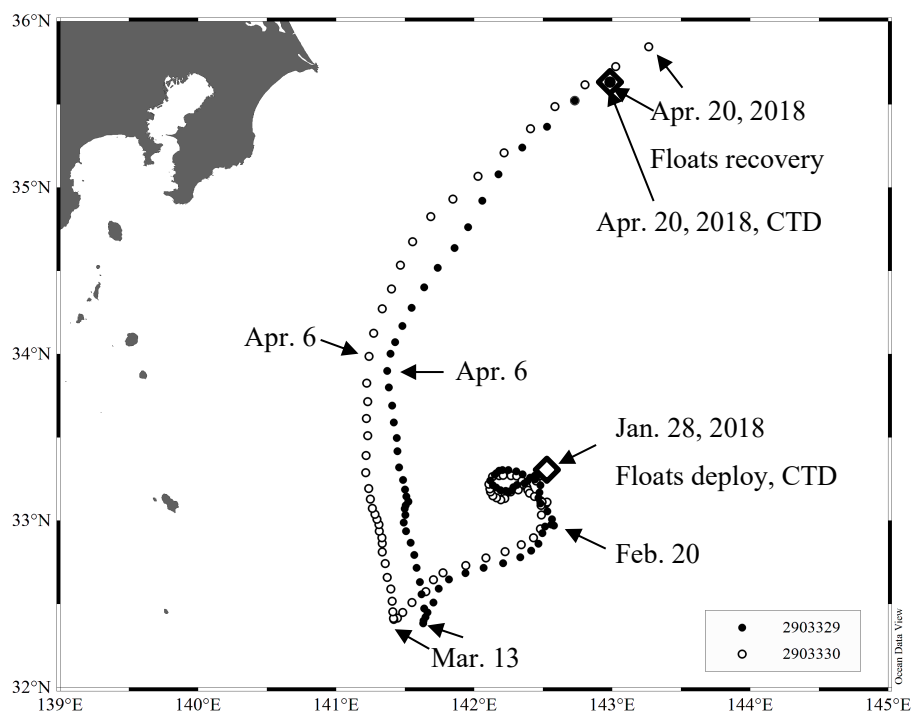 36°N
Apr. 20, 2018
Floats recovery
35°N
Apr. 20, 2018, CTD
Apr. 6
34°N
Apr. 6
Jan. 28, 2018
Floats deploy, CTD
33°N
Feb. 20
2903329
Mar. 13
2903330
32°N
139°E
140°E
141°E
142°E
143°E
144°E
145°E
Ocean Data View